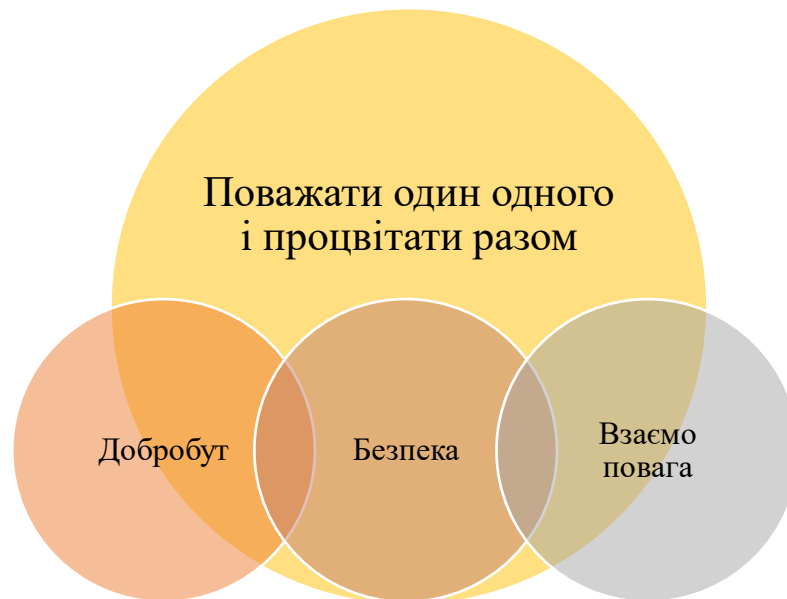 Поважати один одного
і процвітати разом
Добробут
Безпека
Взаємо
повага